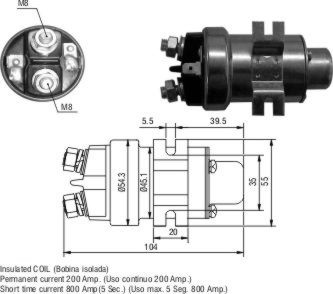 M8
M8
5.5
39.5
Ø54.3
Ø45.1
35
55
20
104
Insulated COIL (Bobina isolada)
Permanent current 200 Amp. (Uso continuo 200 Amp.)
Short time current 800 Amp(5 Sec.) (Uso max. 5 Seg. 800 Amp.)